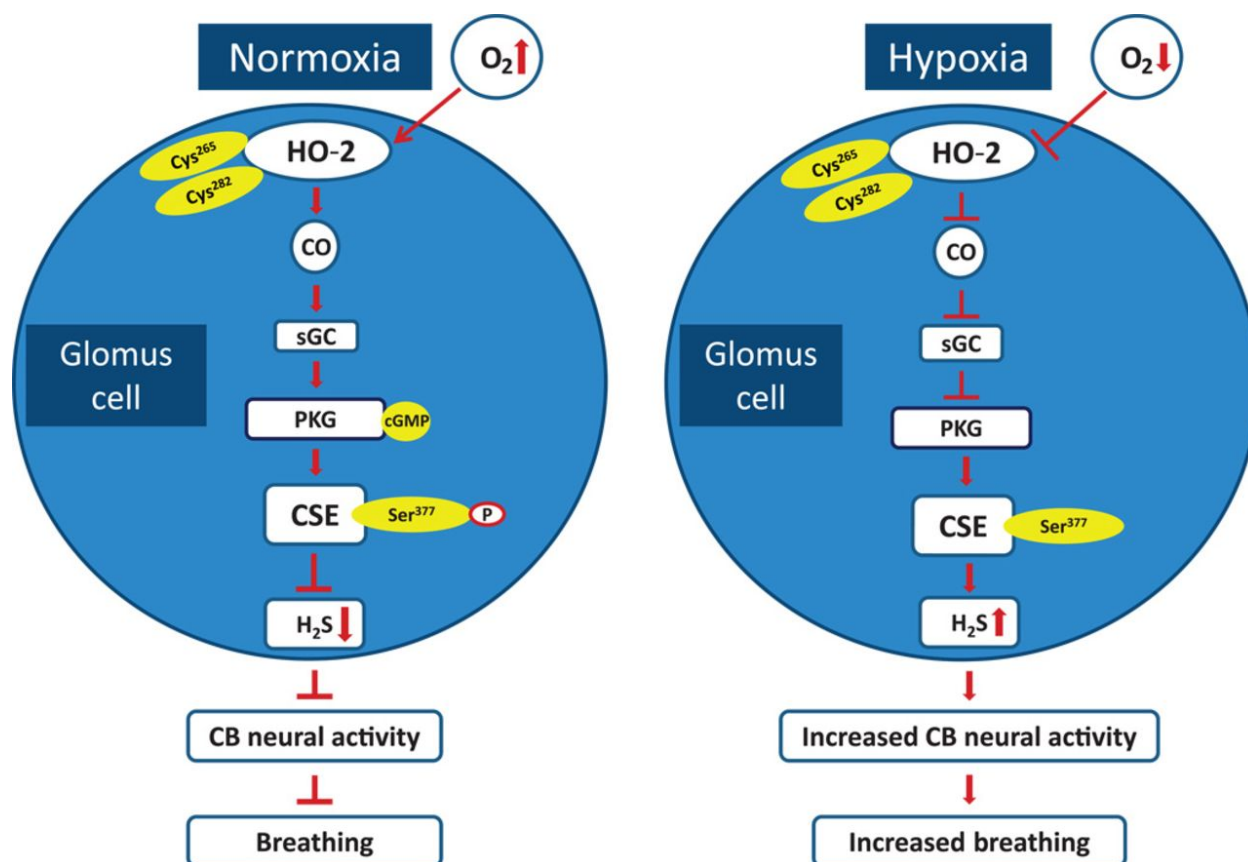 Normoxia
O₂
HO-2
Cys²⁶⁵
Cys²⁸²
CO
sGC
Glomus
cell
PKG
cGMP
CSE
Ser³⁷⁷
P
H₂S
CB neural activity
Breathing
Hypoxia
O₂
HO-2
Cys²⁶⁵
Cys²⁸²
CO
sGC
Glomus
cell
PKG
CSE
Ser³⁷⁷
H₂S
Increased CB neural activity
Increased breathing